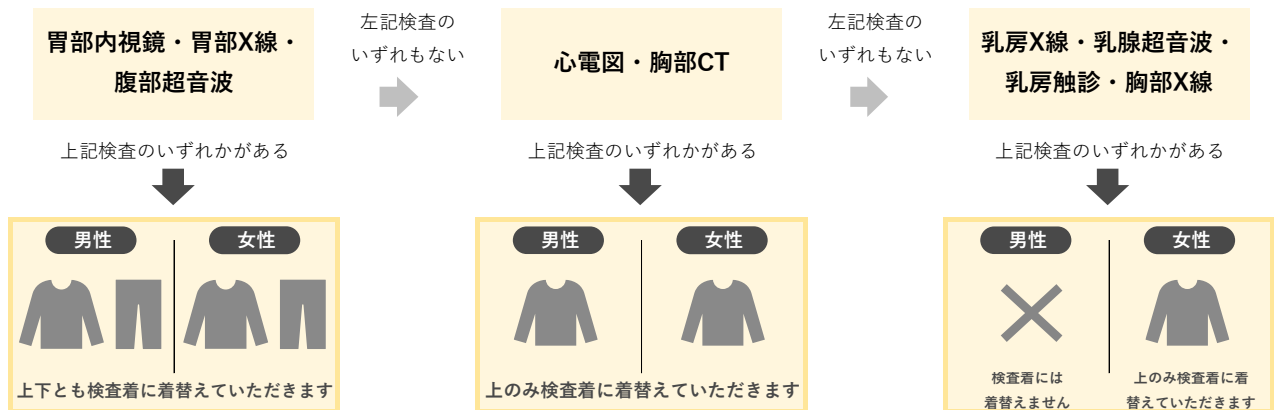 胃部内視鏡・胃部X線・
腹部超音波
左記検査の
いずれもない
心電図・胸部CT
左記検査の
いずれもない
乳房X線・乳腺超音波・
乳房触診・胸部X線
上記検査のいずれかがある
上記検査のいずれかがある
上記検査のいずれかがある
男性
女性
上下とも検査着に着替えていただきます
男性
女性
上のみ検査着に着替えていただきます
男性
検査着には
着替えません
女性
上のみ検査着に着
替えていただきます